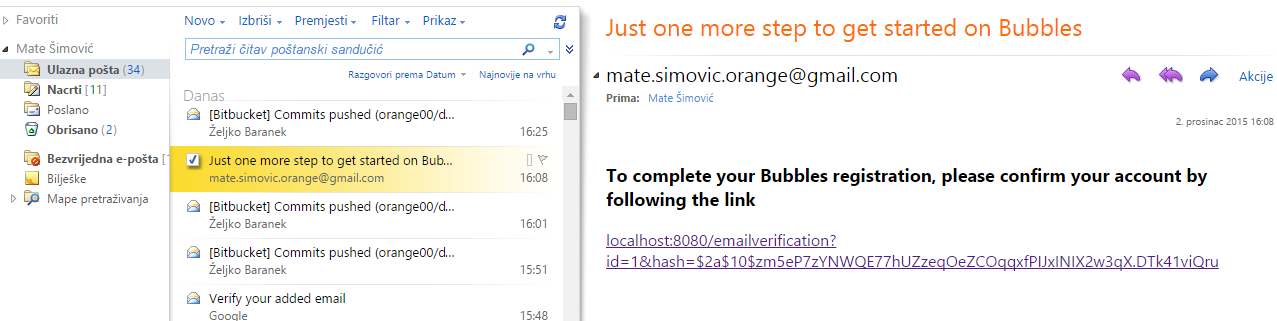 Favoriti
Mate Šimović
Ulazna pošta (34)
Nacrti [11]
Poslano
Obrisano (2)
Bezvrijedna e-pošta [
Bilješke
Mape pretraživanja
Novo Izbriši Premjesti Filtar Prikaz
Pretraži čitav poštanski sandučić
Razgovori prema Datum Najnovije na vrhu
Danas
[Bitbucket] Commits pushed (orange00/d...
Željko Baranek 16:25
Just one more step to get started on Bub...
mate.simovic.orange@gmail.com 16:08
[Bitbucket] Commits pushed (orange00/d...
Željko Baranek 16:01
[Bitbucket] Commits pushed (orange00/d...
Željko Baranek 15:51
Verify your added email
Google 15:48
Just one more step to get started on Bubbles
mate.simovic.orange@gmail.com Akcije
Prima: Mate Šimović
2. prosinac 2015 16:08
To complete your Bubbles registration, please confirm your account by
following the link
localhost:8080/emailverification?
id=1&hash=$2a$10$zm5eP7zYNWQE77hUZzeqOeZCOqqxfPIJxINIX2w3qX.DTk41viQru